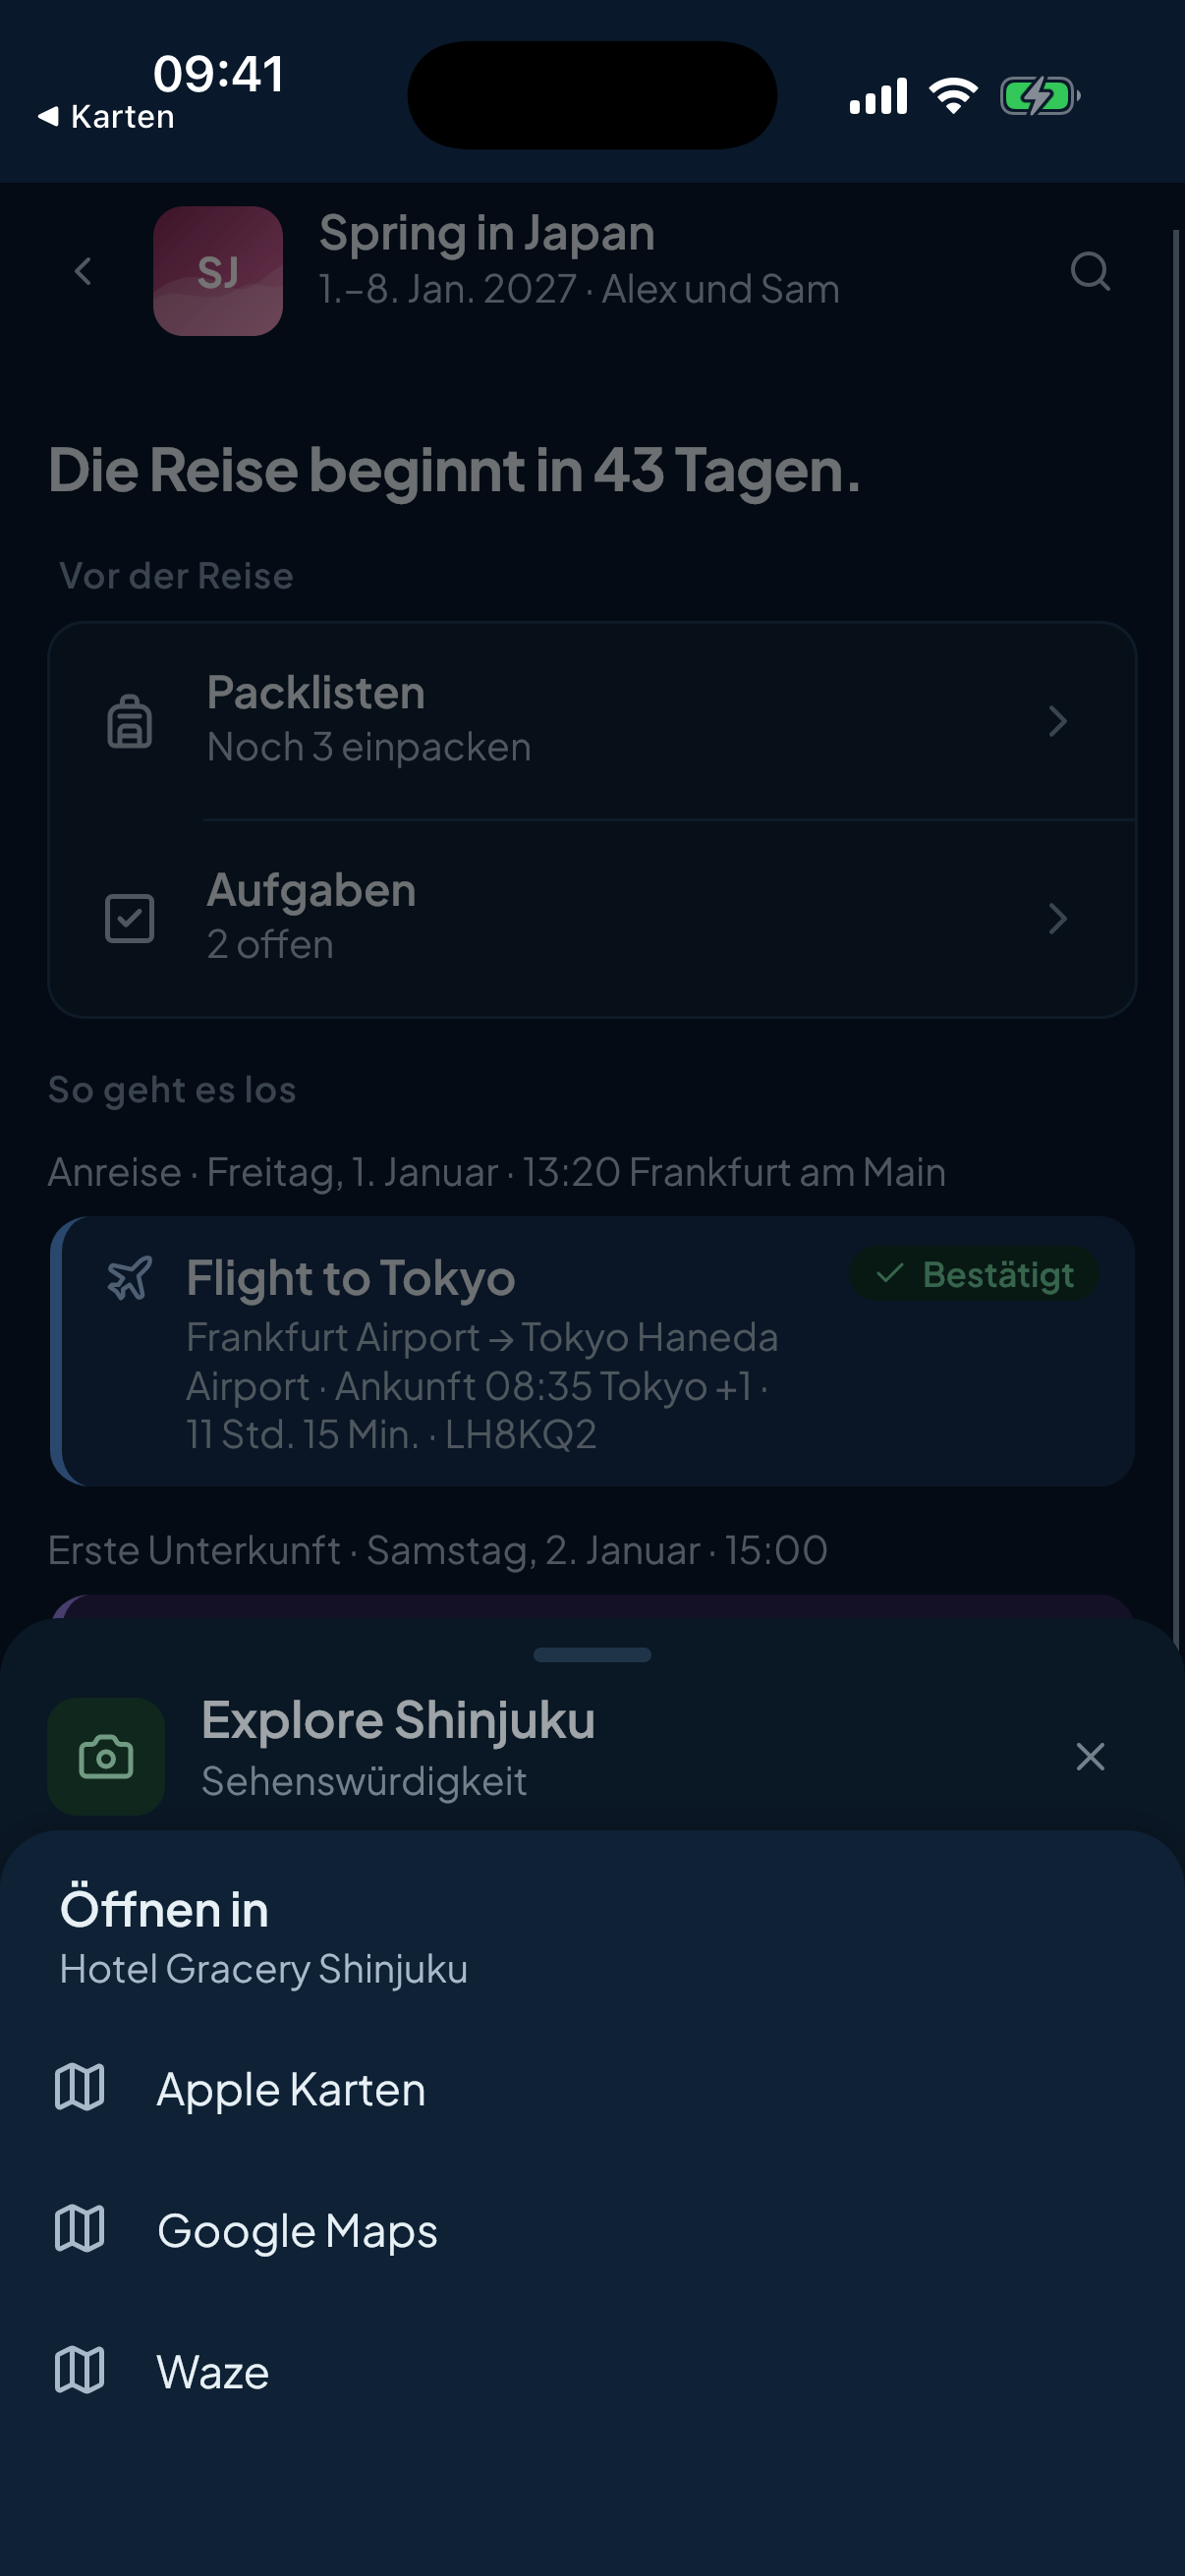 09:41
◀ Karten
SJ
Spring in Japan
1.–8. Jan. 2027 · Alex und Sam
Die Reise beginnt in 43 Tagen.
Vor der Reise
Packlisten
Noch 3 einpacken
Aufgaben
2 offen
So geht es los
Anreise · Freitag, 1. Januar · 13:20 Frankfurt am Main
Flight to Tokyo
Bestätigt
Frankfurt Airport → Tokyo Haneda
Airport · Ankunft 08:35 Tokyo +1 ·
11 Std. 15 Min. · LH8KQ2
Erste Unterkunft · Samstag, 2. Januar · 15:00
Explore Shinjuku
Sehenswürdigkeit
Öffnen in
Hotel Gracery Shinjuku
Apple Karten
Google Maps
Waze